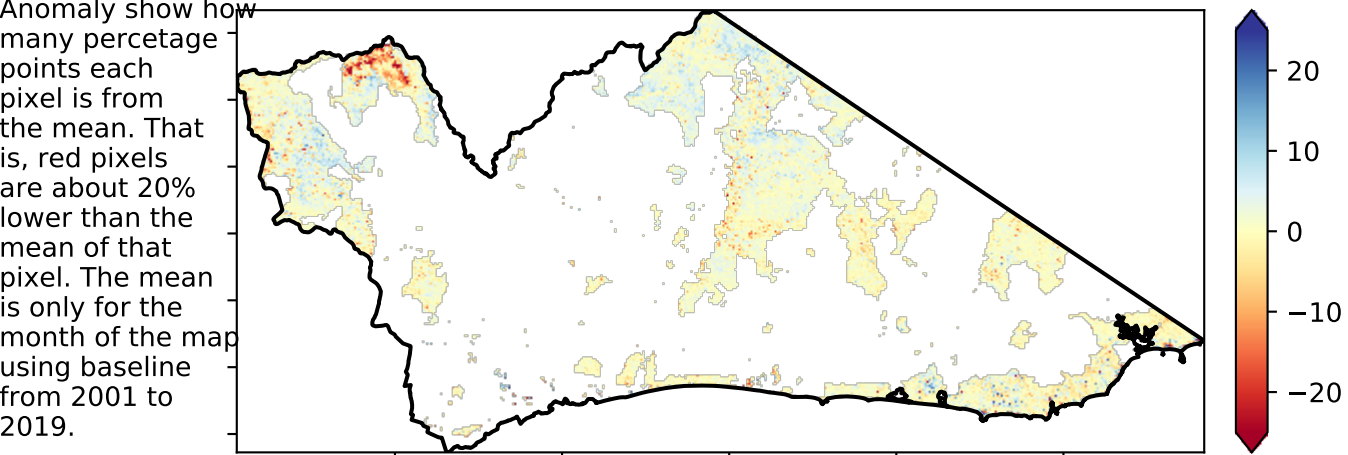 Anomaly show how
many percetage
points each
pixel is from
the mean. That
is, red pixels
are about 20%
lower than the
mean of that
pixel. The mean
is only for the
month of the map
using baseline
from 2001 to
2019.
20
10
0
−10
−20